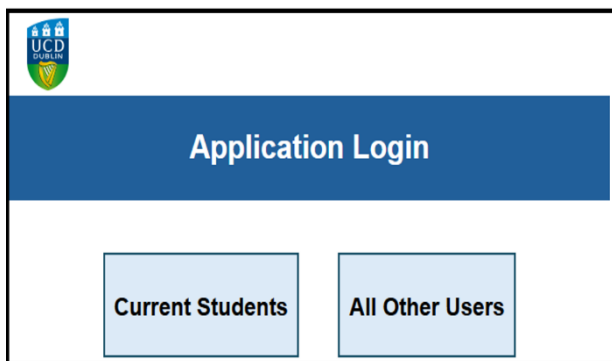 UCD
DUBLIN
Application Login
Current Students
All Other Users